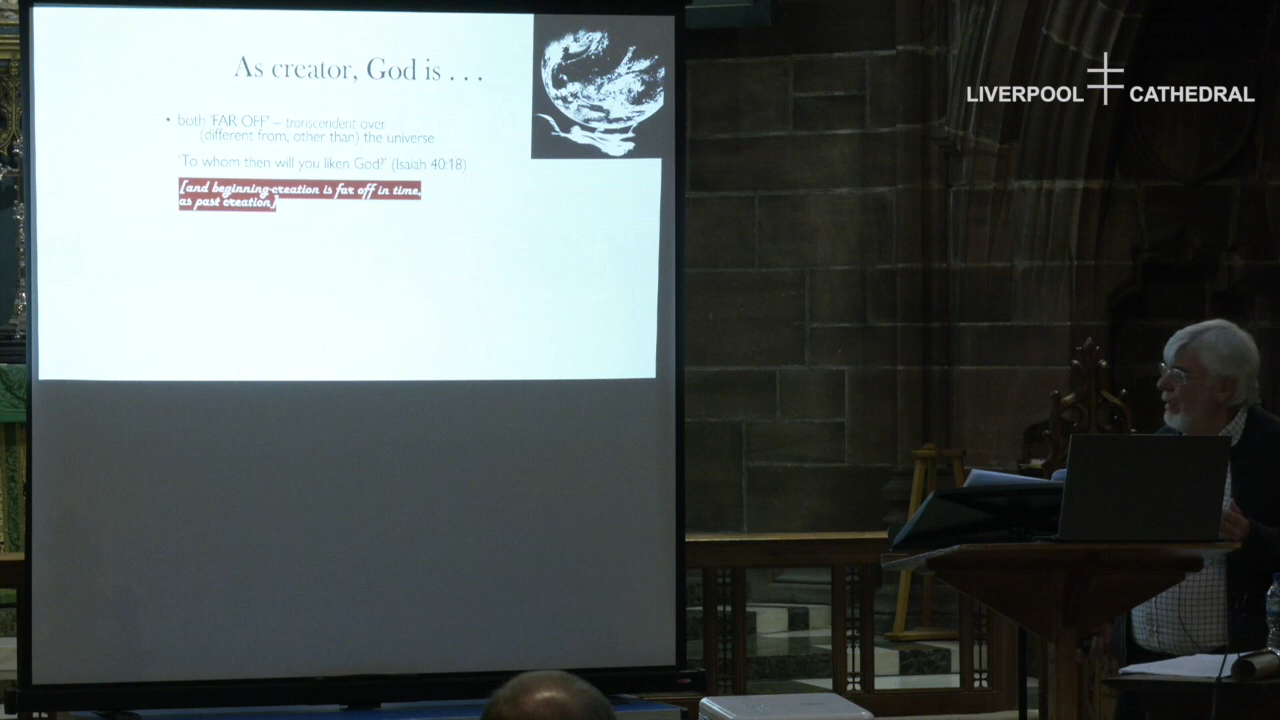 As creator, God is . . .
• both ‘FAR OFF’ – transcendent over
(different from, other than) the universe
‘To whom then will you liken God?’ (Isaiah 40:18)
[and beginning-creation is far off in time,
as past creation]
LIVERPOOL CATHEDRAL